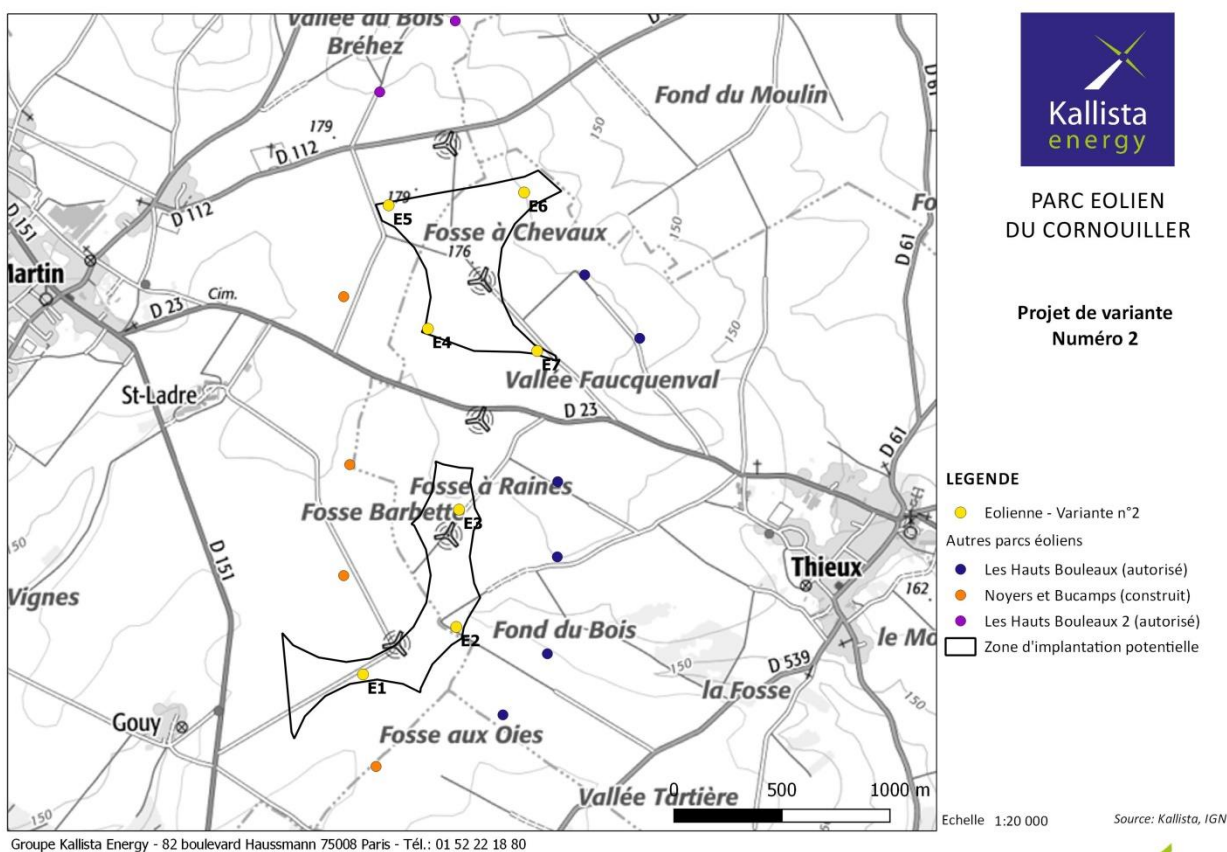 Vallée du Bois
Bréhez
Fond du Moulin
150
D 61
179
D 112
D 112
179
E5
E6
Fosse à Chevaux
176
150
D 151
D 61
Martin
Cim.
D 23
E4
E7
150
Vallée Faucquenval
St-Ladre
D 23
D 61
Fosse à Raines
Fosse Barbette
E3
150
D 151
Thieux
162
Vignes
Fond du Bois
E2
le Mo
150
D 539
E1
la Fosse
150
Gouy
Fosse aux Oies
150
Vallée Tartière
0 500 1000 m
Kallista
energy
PARC EOLIEN
DU CORNOUILLER
Projet de variante
Numéro 2
LEGENDE
Eolienne - Variante n°2
Autres parcs éoliens
Les Hauts Bouleaux (autorisé)
Noyers et Bucamps (construit)
Les Hauts Bouleaux 2 (autorisé)
Zone d'implantation potentielle
Echelle 1:20 000
Source: Kallista, IGN
Groupe Kallista Energy - 82 boulevard Haussmann 75008 Paris - Tél.: 01 52 22 18 80